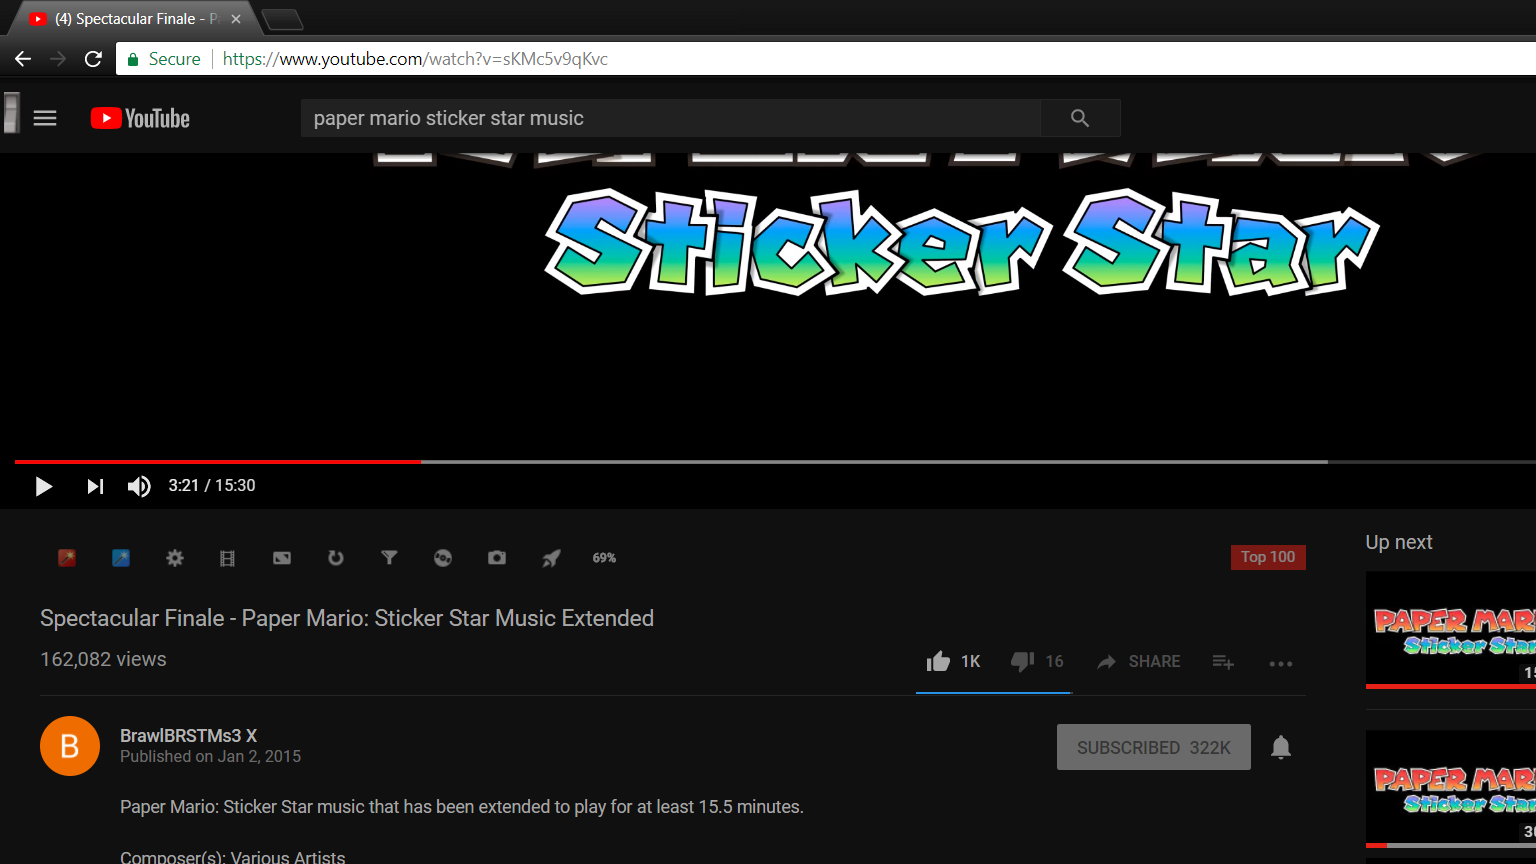 (4) Spectacular Finale - P
Secure https://www.youtube.com/watch?v=sKMc5v9qKvc
YouTube paper mario sticker star music
Sticker Star
3:21 / 15:30
69% Top 100
Up next
PAPER MAR
Sticker Star
Spectacular Finale - Paper Mario: Sticker Star Music Extended
162,082 views
1K 16 SHARE
B BrawlBRSTMs3 X
Published on Jan 2, 2015
SUBSCRIBED 322K
PAPER MAR
Sticker Star
Paper Mario: Sticker Star music that has been extended to play for at least 15.5 minutes.
Composer(s): Various Artists